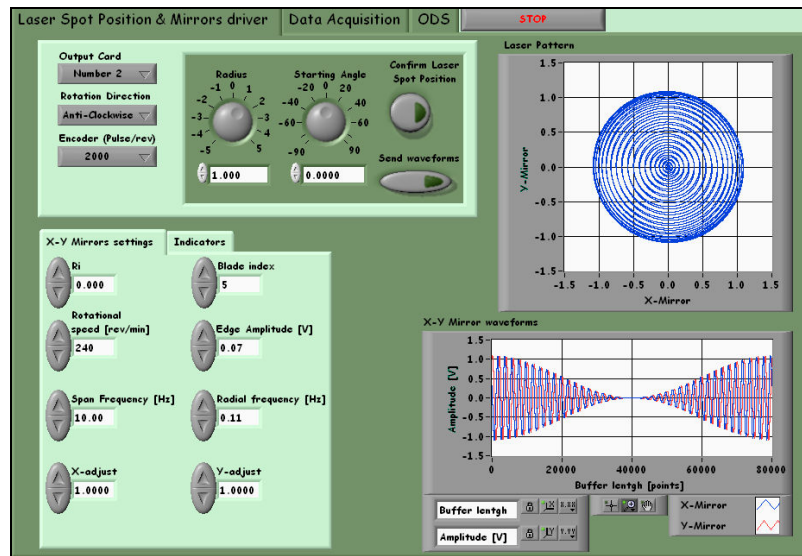 Laser Spot Position & Mirrors driver
Data Acquisition
ODS
STOP
Output Card
Number 2
Rotation Direction
Anti-Clockwise
Encoder (Pulse/rev)
2000
Radius
-5 -4 -3 -2 -1 0 1 2 3 4 5
1.000
Starting Angle
-90 -60 -40 -20 0 20 40 60 90
0.0000
Confirm Laser
Spot Position
Send waveforms
Laser Pattern
Y-Mirror
1.5
1.0
0.5
0.0
-0.5
-1.0
-1.5
-1.5 -1.0 -0.5 0.0 0.5 1.0 1.5
X-Mirror
X-Y Mirrors settings
Indicators
Ri
0.000
Blade index
5
Rotational
speed [rev/min]
240
Edge Amplitude [V]
0.07
Span Frequency [Hz]
10.00
Radial frequency [Hz]
0.11
X-adjust
1.0000
Y-adjust
1.0000
X-Y Mirror waveforms
Amplitude [V]
1.5
1.0
0.5
0.0
-0.5
-1.0
-1.5
0 20000 40000 60000 80000
Buffer lentgh [points]
Buffer lentgh
X
X.XX
Amplitude [V]
Y
Y.YY
X-Mirror
Y-Mirror